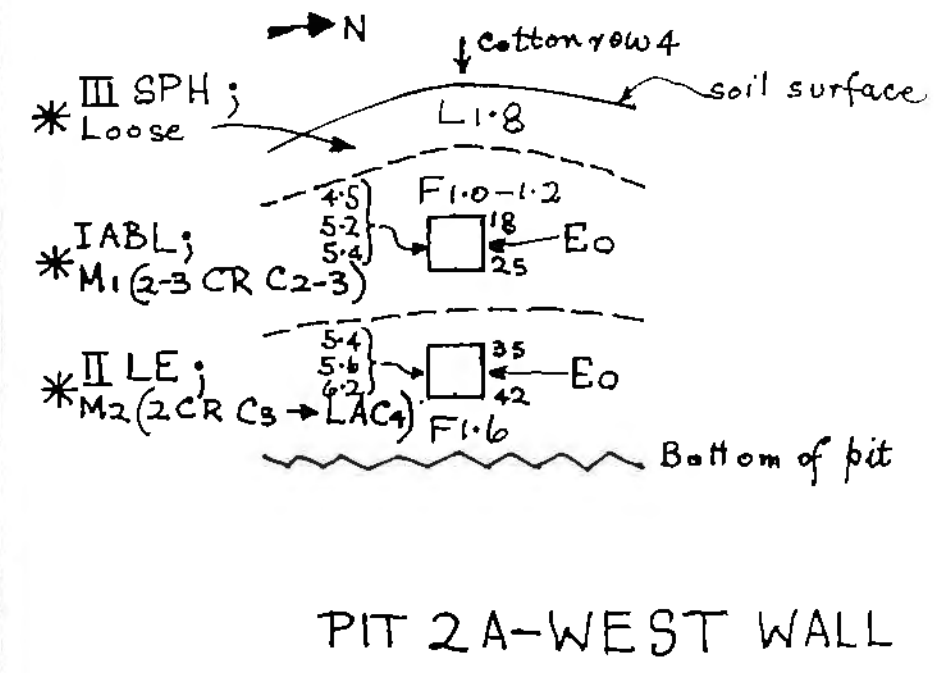 N
cotton row 4
III SPH;
Loose
soil surface
L1·8
4·5
5·2
5·4
F1·0-1·2
18
25
Eo
IABL;
M1(2-3 CR C2-3)
5·4
5·6
6·2
35
42
Eo
II LE;
M2(2CR C3 → LAC4)
F1·6
Bottom of pit
PIT 2A-WEST WALL